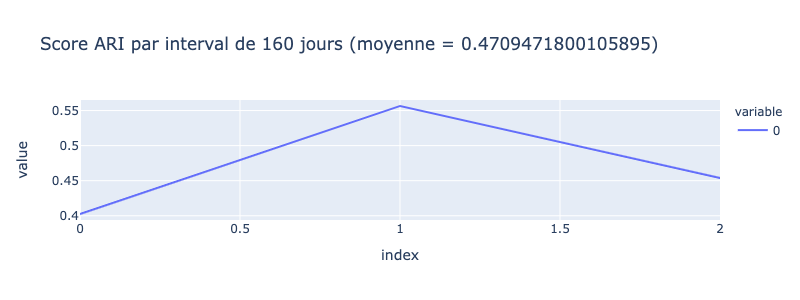 Score ARI par interval de 160 jours (moyenne = 0.4709471800105895)
0.55
0.5
0.45
0.4
value
0
0.5
1
1.5
2
index
variable
0